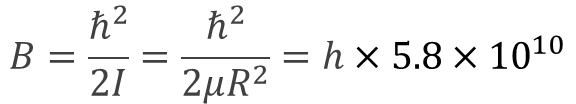 B = ħ²/2I = ħ²/2μR² = h × 5.8 × 10¹⁰